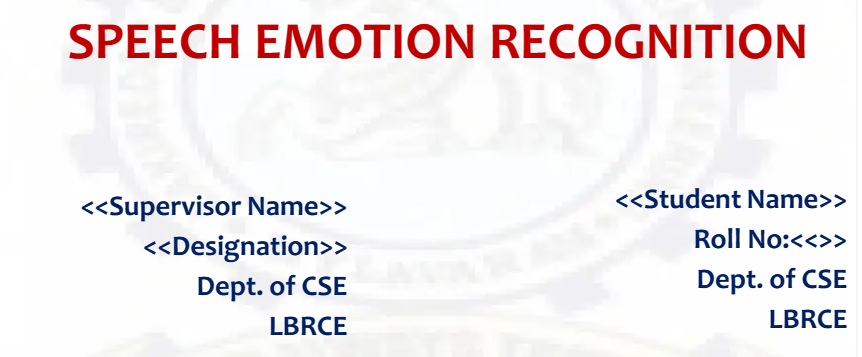 SPEECH EMOTION RECOGNITION
<<Supervisor Name>>
<<Designation>>
Dept. of CSE
LBRCE
<<Student Name>>
Roll No:<<>>
Dept. of CSE
LBRCE